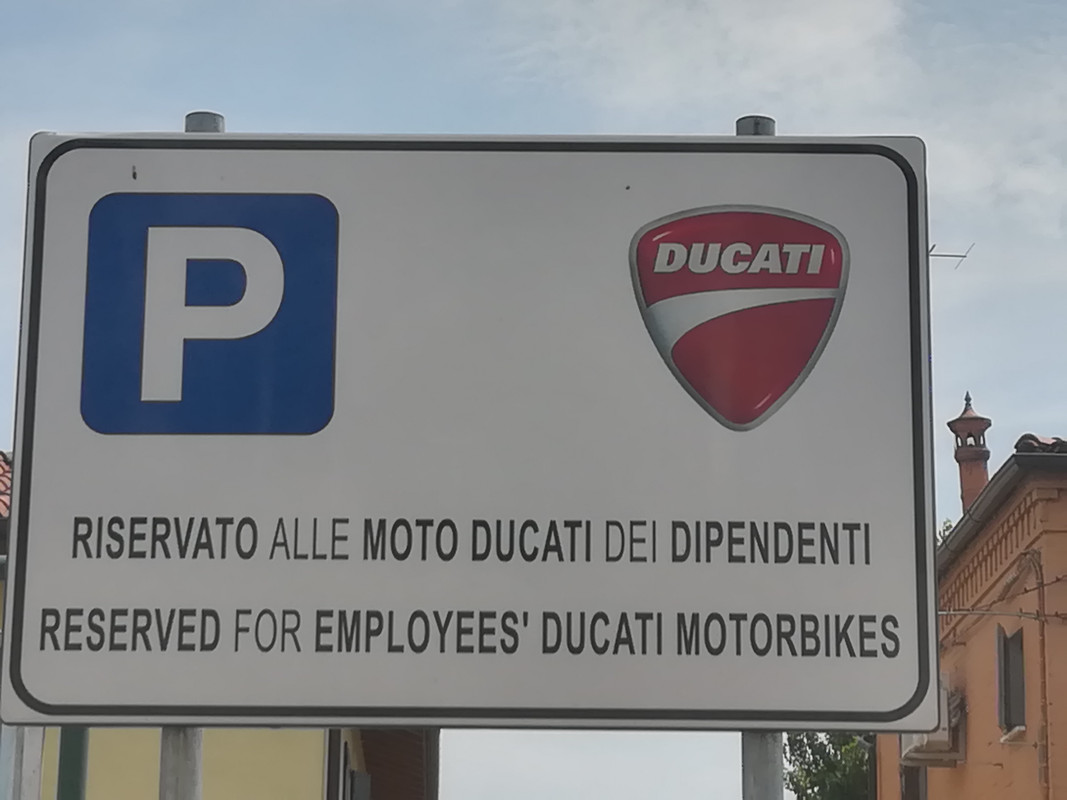 P
DUCATI
RISERVATO ALLE MOTO DUCATI DEI DIPENDENTI
RESERVED FOR EMPLOYEES' DUCATI MOTORBIKES